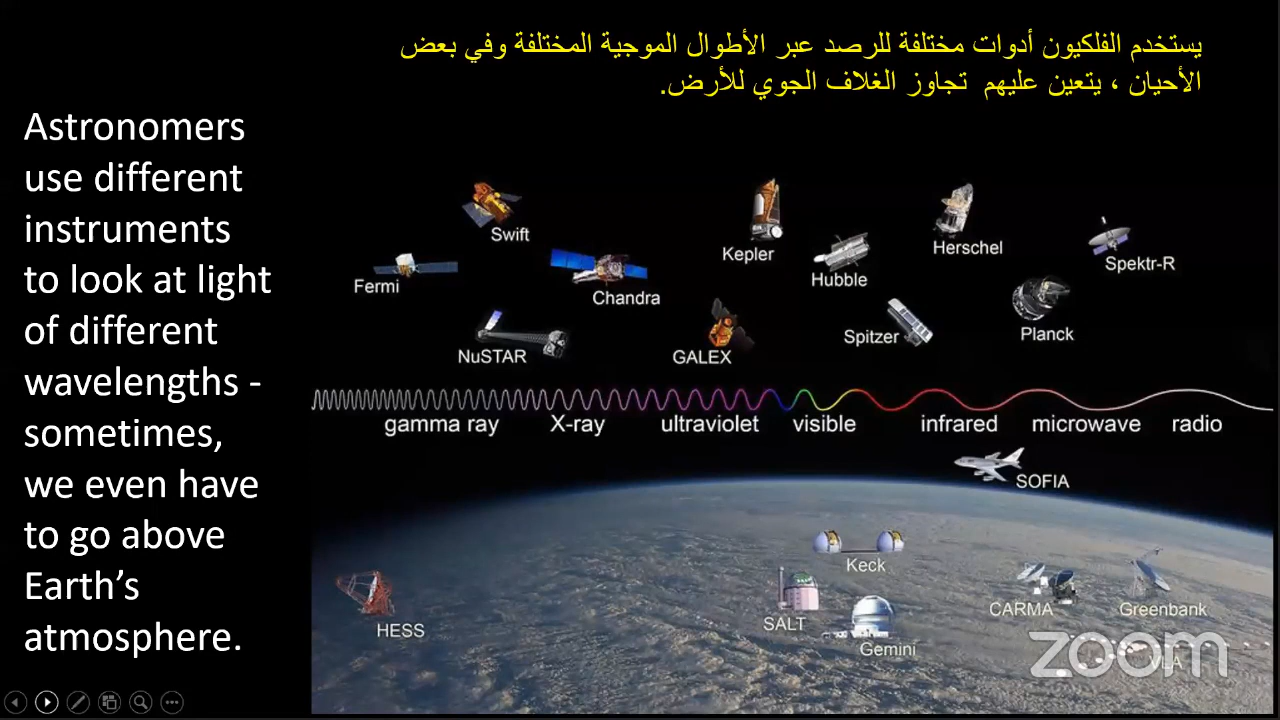 يستخدم الفلكيون أدوات مختلفة للرصد عبر الأطوال الموجية المختلفة وفي بعض
الأحيان ، يتعين عليهم تجاوز الغلاف الجوي للأرض.
Astronomers
use different
instruments
to look at light
of different
wavelengths -
sometimes,
we even have
to go above
Earth's
atmosphere.
Swift
Kepler
Herschel
Hubble
Spektr-R
Fermi
Chandra
NuSTAR
GALEX
Spitzer
Planck
gamma ray X-ray ultraviolet visible infrared microwave radio
SOFIA
Keck
HESS
SALT
Gemini
CARMA
Greenbank
VLA
zoom